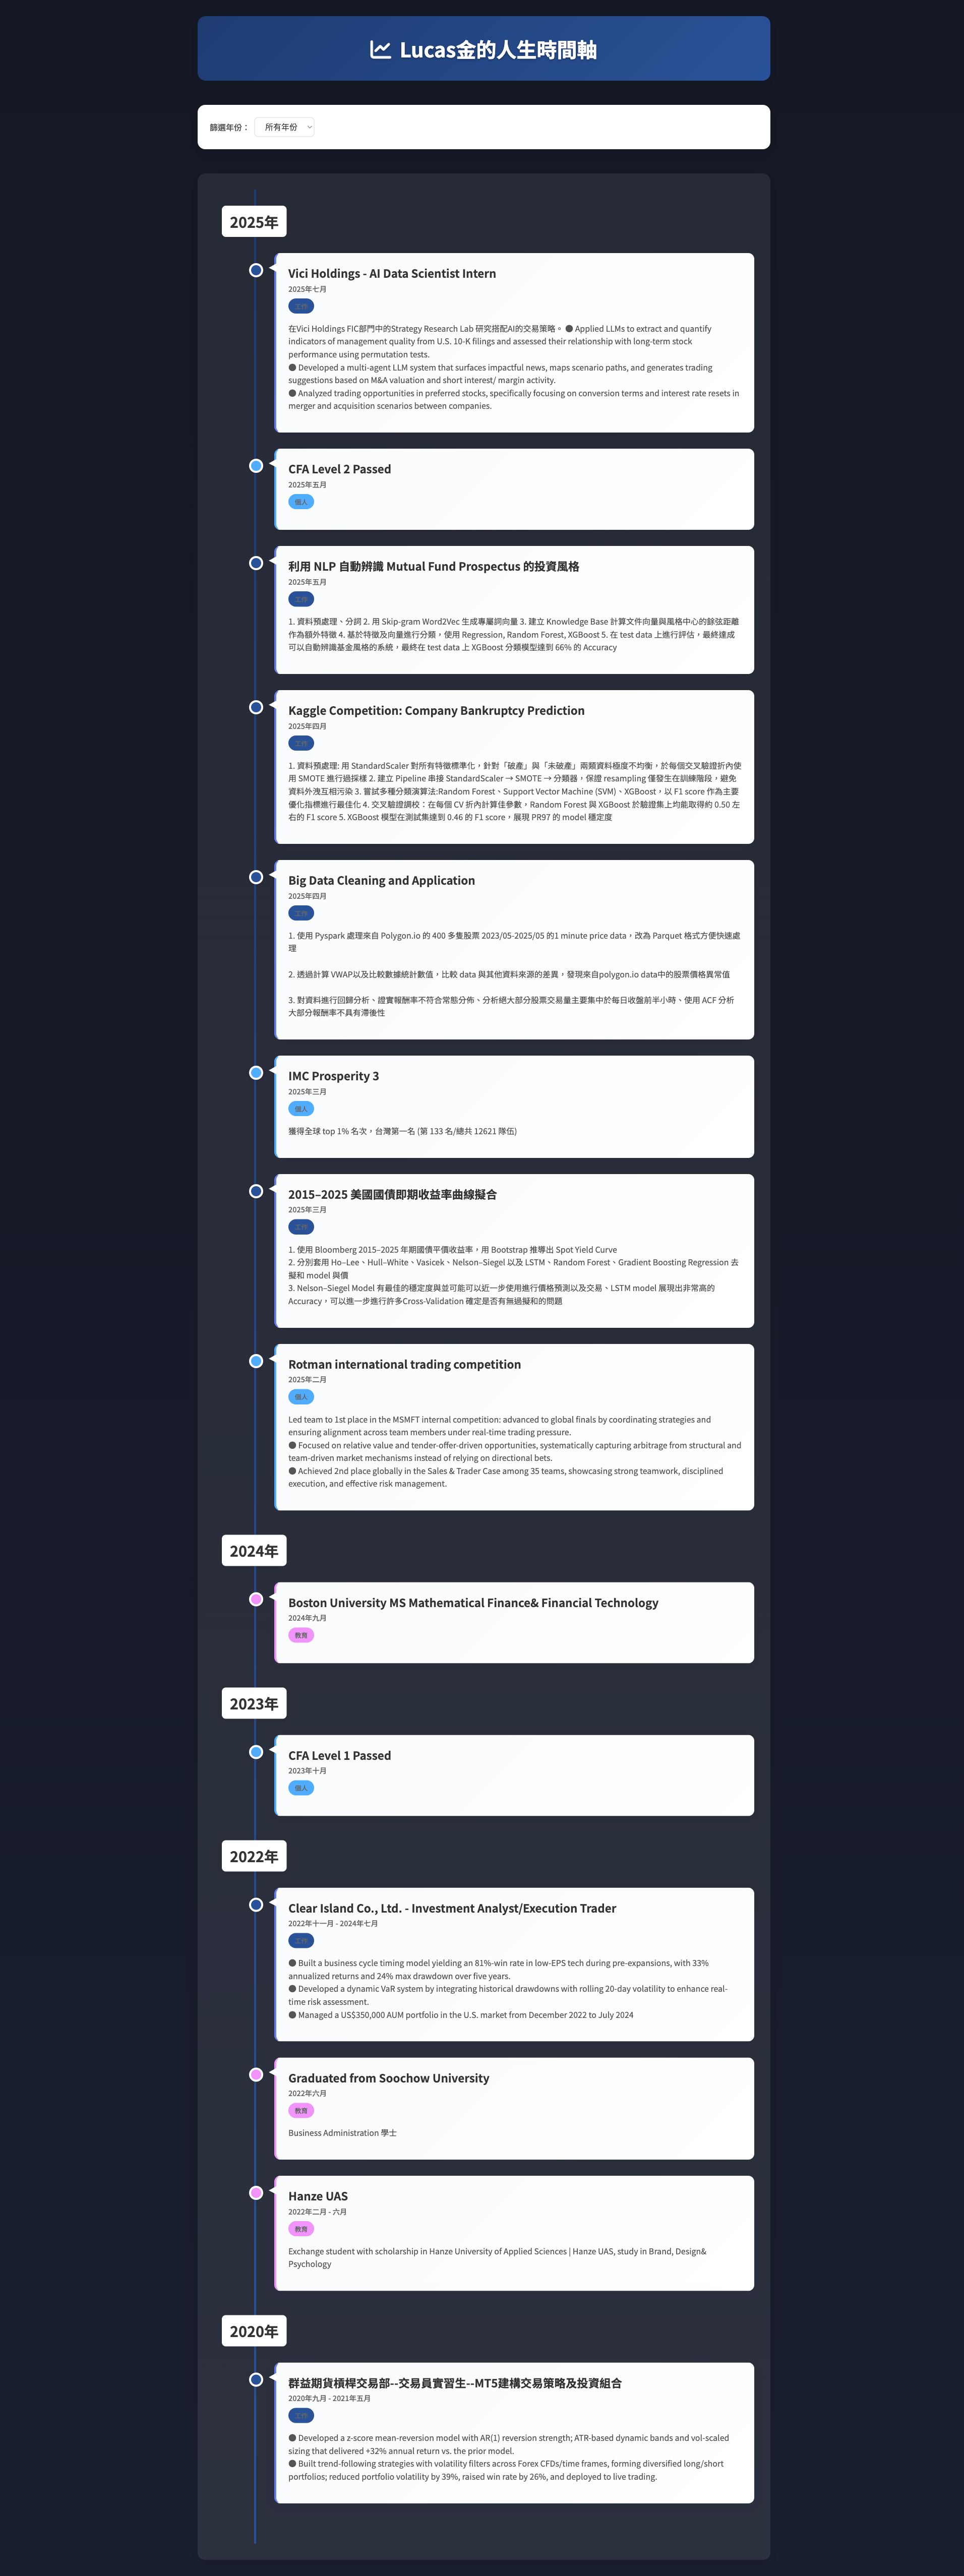 Lucas金的人生時間軸
篩選年份： 所有年份
2025年
Vici Holdings - AI Data Scientist Intern
2025年七月
工作
在Vici Holdings FIC部門中的Strategy Research Lab 研究搭配AI的交易策略。 ● Applied LLMs to extract and quantify
indicators of management quality from U.S. 10-K filings and assessed their relationship with long-term stock
performance using permutation tests.
● Developed a multi-agent LLM system that surfaces impactful news, maps scenario paths, and generates trading
suggestions based on M&A valuation and short interest/ margin activity.
● Analyzed trading opportunities in preferred stocks, specifically focusing on conversion terms and interest rate resets in
merger and acquisition scenarios between companies.
CFA Level 2 Passed
2025年五月
個人
利用 NLP 自動辨識 Mutual Fund Prospectus 的投資風格
2025年五月
工作
1. 資料預處理、分詞 2. 用 Skip-gram Word2Vec 生成專屬詞向量 3. 建立 Knowledge Base 計算文件向量與風格中心的餘弦距離
作為額外特徵 4. 基於特徵及向量進行分類，使用 Regression, Random Forest, XGBoost 5. 在 test data 上進行評估，最終達成
可以自動辨識基金風格的系統，最終在 test data 上 XGBoost 分類模型達到 66% 的 Accuracy
Kaggle Competition: Company Bankruptcy Prediction
2025年四月
工作
1. 資料預處理: 用 StandardScaler 對所有特徵標準化，針對「破產」與「未破產」兩類資料極度不均衡，於每個交叉驗證折內使
用 SMOTE 進行過採樣 2. 建立 Pipeline 串接 StandardScaler → SMOTE → 分類器，保證 resampling 僅發生在訓練階段，避免
資料外洩互相污染 3. 嘗試多種分類演算法:Random Forest、Support Vector Machine (SVM)、XGBoost，以 F1 score 作為主要
優化指標進行最佳化 4. 交叉驗證調校：在每個 CV 折內計算佳參數，Random Forest 與 XGBoost 於驗證集上均能取得約 0.50 左
右的 F1 score 5. XGBoost 模型在測試集達到 0.46 的 F1 score，展現 PR97 的 model 穩定度
Big Data Cleaning and Application
2025年四月
工作
1. 使用 Pyspark 處理來自 Polygon.io 的 400 多隻股票 2023/05-2025/05 的1 minute price data，改為 Parquet 格式方便快速處
理
2. 透過計算 VWAP以及比較數據統計數值，比較 data 與其他資料來源的差異，發現來自polygon.io data中的股票價格異常值
3. 對資料進行回歸分析、證實報酬率不符合常態分佈、分析絕大部分股票交易量主要集中於每日收盤前半小時、使用 ACF 分析
大部分報酬率不具有滯後性
IMC Prosperity 3
2025年三月
個人
獲得全球 top 1% 名次，台灣第一名 (第 133 名/總共 12621 隊伍)
2015–2025 美國國債即期收益率曲線擬合
2025年三月
工作
1. 使用 Bloomberg 2015–2025 年期國債平價收益率，用 Bootstrap 推導出 Spot Yield Curve
2. 分別套用 Ho–Lee、Hull–White、Vasicek、Nelson–Siegel 以及 LSTM、Random Forest、Gradient Boosting Regression 去
擬和 model 與價
3. Nelson–Siegel Model 有最佳的穩定度與並可能可以近一步使用進行價格預測以及交易、LSTM model 展現出非常高的
Accuracy，可以進一步進行許多Cross-Validation 確定是否有無過擬和的問題
Rotman international trading competition
2025年二月
個人
Led team to 1st place in the MSMFT internal competition: advanced to global finals by coordinating strategies and
ensuring alignment across team members under real-time trading pressure.
● Focused on relative value and tender-offer-driven opportunities, systematically capturing arbitrage from structural and
team-driven market mechanisms instead of relying on directional bets.
● Achieved 2nd place globally in the Sales & Trader Case among 35 teams, showcasing strong teamwork, disciplined
execution, and effective risk management.
2024年
Boston University MS Mathematical Finance& Financial Technology
2024年九月
教育
2023年
CFA Level 1 Passed
2023年十月
個人
2022年
Clear Island Co., Ltd. - Investment Analyst/Execution Trader
2022年十一月 - 2024年七月
工作
● Built a business cycle timing model yielding an 81%-win rate in low-EPS tech during pre-expansions, with 33%
annualized returns and 24% max drawdown over five years.
● Developed a dynamic VaR system by integrating historical drawdowns with rolling 20-day volatility to enhance real-
time risk assessment.
● Managed a US$350,000 AUM portfolio in the U.S. market from December 2022 to July 2024
Graduated from Soochow University
2022年六月
教育
Business Administration 學士
Hanze UAS
2022年二月 - 六月
教育
Exchange student with scholarship in Hanze University of Applied Sciences | Hanze UAS, study in Brand, Design&
Psychology
2020年
群益期貨槓桿交易部--交易員實習生--MT5建構交易策略及投資組合
2020年九月 - 2021年五月
工作
● Developed a z-score mean-reversion model with AR(1) reversion strength; ATR-based dynamic bands and vol-scaled
sizing that delivered +32% annual return vs. the prior model.
● Built trend-following strategies with volatility filters across Forex CFDs/time frames, forming diversified long/short
portfolios; reduced portfolio volatility by 39%, raised win rate by 26%, and deployed to live trading.